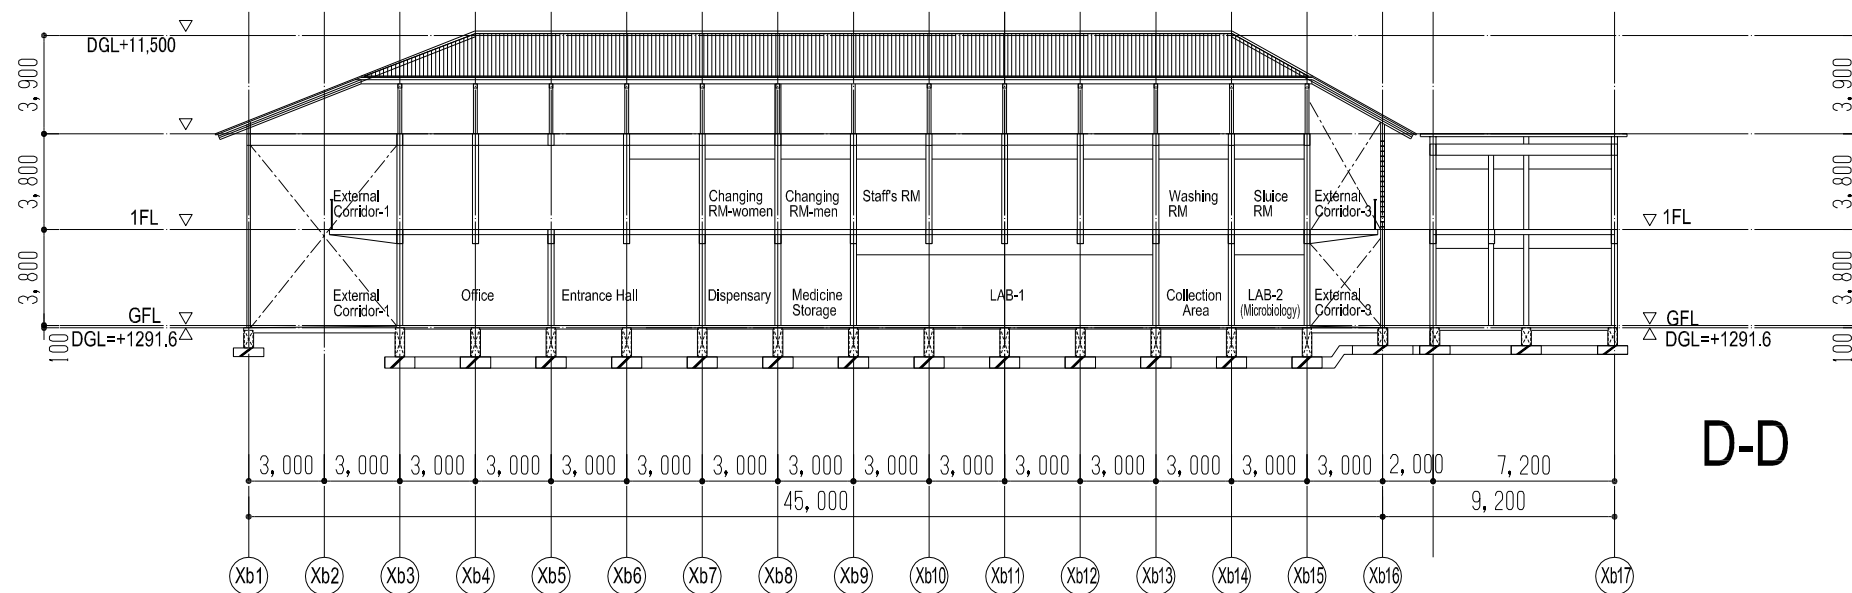 DGL+11,500
3,900
3,900
3,800
3,800
1FL
1FL
3,800
3,800
GFL
GFL
DGL=+1291.6
DGL=+1291.6
100
100
External
Corridor-1
Changing
RM-women
Changing
RM-men
Staff's RM
Washing
RM
Sluice
RM
External
Corridor-3
External
Corridor-1
Office
Entrance Hall
Dispensary
Medicine
Storage
LAB-1
Collection
Area
LAB-2
(Microbiology)
External
Corridor-3
D-D
3,000 3,000 3,000 3,000 3,000 3,000 3,000 3,000 3,000 3,000 3,000 3,000 3,000 3,000 3,000 2,000 7,200
45,000 9,200
Xb1 Xb2 Xb3 Xb4 Xb5 Xb6 Xb7 Xb8 Xb9 Xb10 Xb11 Xb12 Xb13 Xb14 Xb15 Xb16 Xb17